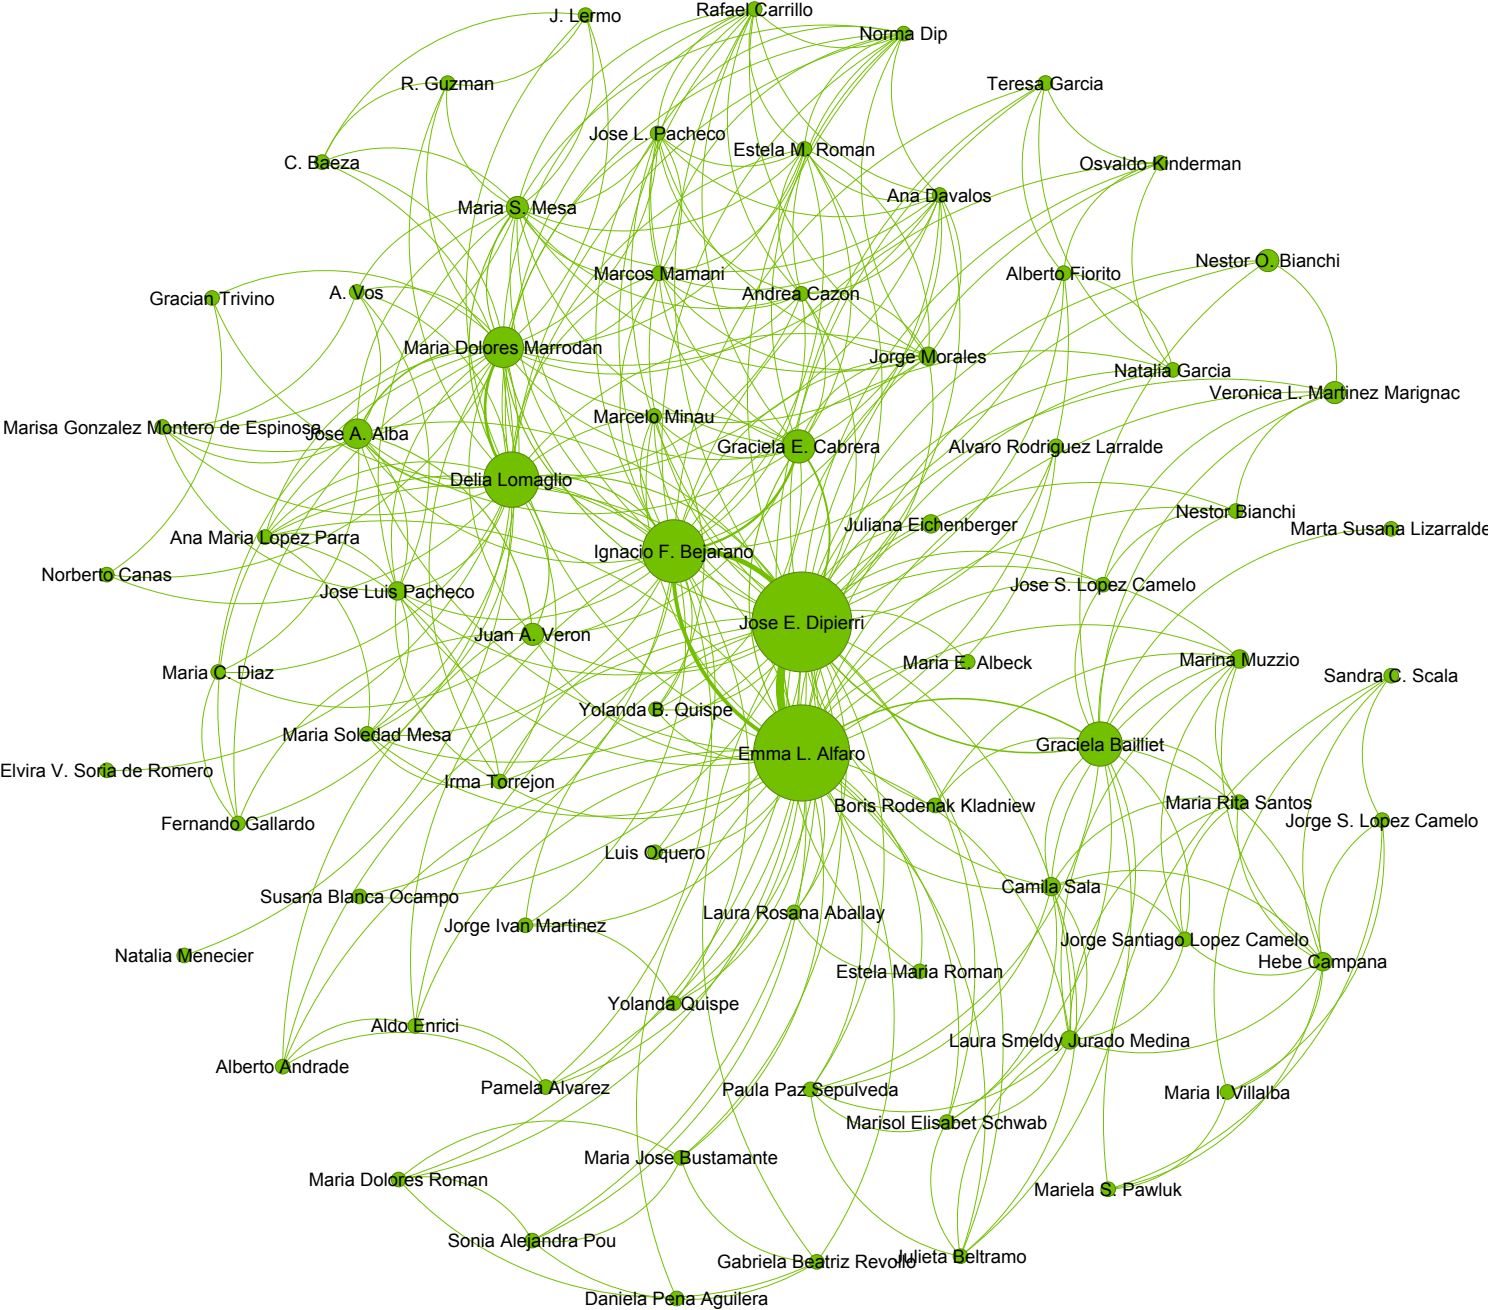 J. Lermo
Rafael Carrillo
Norma Dip
R. Guzman
Teresa Garcia
Jose L. Pacheco
Estela M. Roman
C. Baeza
Osvaldo Kinderman
Ana Davalos
Maria S. Mesa
Nestor O. Bianchi
Marcos Mamani
Alberto Fiorito
Gracian Trivino
A. Vos
Andrea Cazon
Maria Dolores Marrodan
Jorge Morales
Natalia Garcia
Veronica L. Martinez Marignac
Marcelo Minau
Marisa Gonzalez Montero de Espinosa
Jose A. Alba
Graciela E. Cabrera
Alvaro Rodriguez Larralde
Delia Lomaglio
Nestor Bianchi
Juliana Eichenberger
Marta Susana Lizarralde
Ana Maria Lopez Parra
Ignacio F. Bejarano
Norberto Canas
Jose S. Lopez Camelo
Jose Luis Pacheco
Jose E. Dipierri
Juan A. Veron
Maria E. Albeck
Marina Muzzio
Maria C. Diaz
Sandra C. Scala
Yolanda B. Quispe
Maria Soledad Mesa
Graciela Bailliet
Emma L. Alfaro
Elvira V. Soria de Romero
Irma Torrejon
Boris Rodenak Kladniew
Maria Rita Santos
Jorge S. Lopez Camelo
Fernando Gallardo
Luis Oquero
Camila Sala
Susana Blanca Ocampo
Laura Rosana Aballay
Jorge Ivan Martinez
Jorge Santiago Lopez Camelo
Natalia Menecier
Hebe Campana
Estela Maria Roman
Yolanda Quispe
Aldo Enrici
Laura Smeldy Jurado Medina
Alberto Andrade
Pamela Alvarez
Paula Paz Sepulveda
Maria I. Villalba
Marisol Elisabet Schwab
Maria Jose Bustamante
Maria Dolores Roman
Mariela S. Pawluk
Sonia Alejandra Pou
Gabriela Beatriz Revollo
Julieta Beltramo
Daniela Pena Aguilera